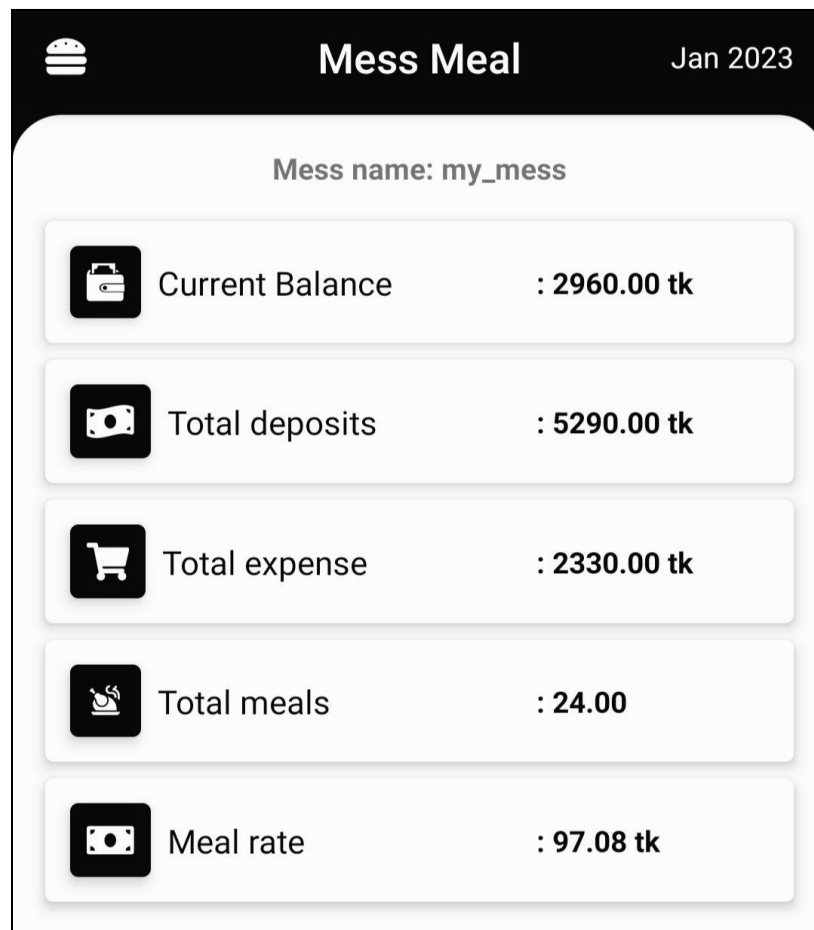 Mess Meal Jan 2023
Mess name: my_mess
Current Balance : 2960.00 tk
Total deposits : 5290.00 tk
Total expense : 2330.00 tk
Total meals : 24.00
Meal rate : 97.08 tk